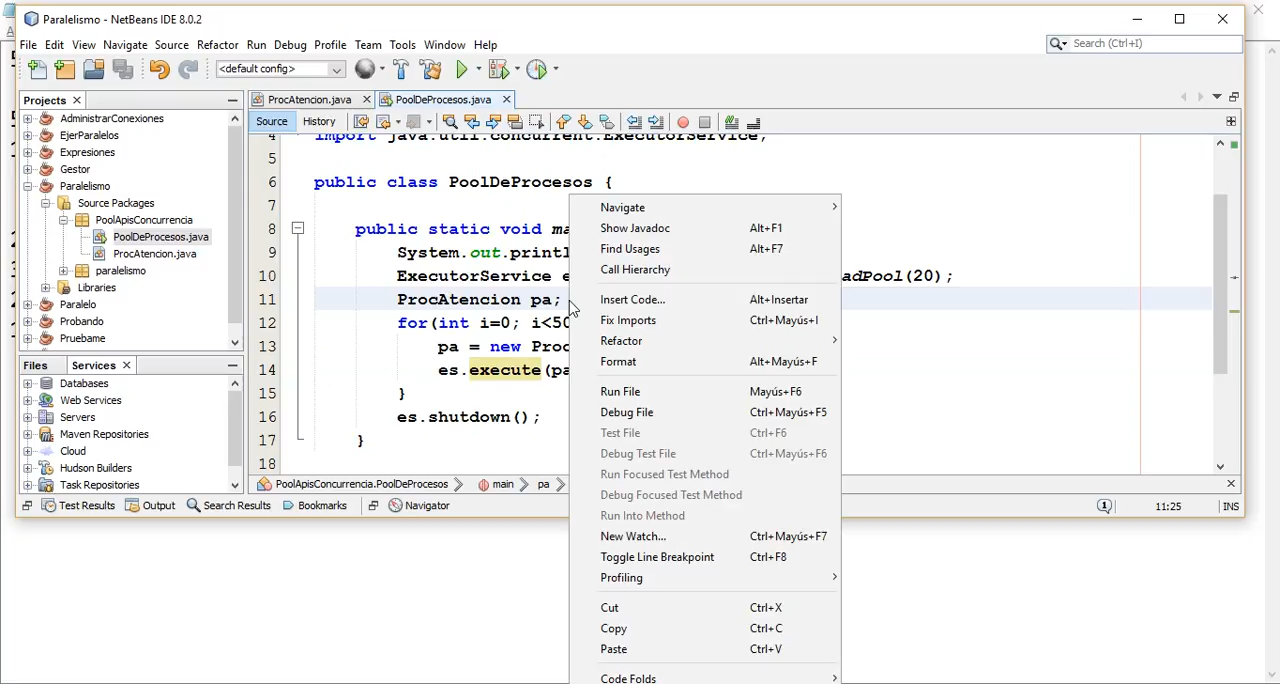 Paralelismo - NetBeans IDE 8.0.2
File Edit View Navigate Source Refactor Run Debug Profile Team Tools Window Help
Search (Ctrl+I)
<default config>
Projects
ProcAtencion.java
PoolDeProcesos.java
AdministrarConexiones
EjerParalelos
Expresiones
Gestor
Paralelismo
Source Packages
PoolApisConcurrencia
PoolDeProcesos.java
ProcAtencion.java
paralelismo
Libraries
Paralelo
Probando
Pruebame
Files
Services
Databases
Web Services
Servers
Maven Repositories
Cloud
Hudson Builders
Task Repositories
Source
History
4 import java.util.concurrent.ExecutorService;
5
6 public class PoolDeProcesos {
7
8 public static void
9 System.out.
10 ExecutorService adPool(20);
11 ProcAtencion pa;
12 for(int i=0; i<50
13 pa = new Proc
14 es.execute(pa
15 }
16 es.shutdown();
17 }
18
PoolApisConcurrencia.PoolDeProcesos
main
pa
Navigate
Show Javadoc Alt+F1
Find Usages Alt+F7
Call Hierarchy
Insert Code... Alt+Insertar
Fix Imports Ctrl+Mayús+I
Refactor
Format Alt+Mayús+F
Run File Mayús+F6
Debug File Ctrl+Mayús+F5
Test File Ctrl+F6
Debug Test File Ctrl+Mayús+F6
Run Focused Test Method
Debug Focused Test Method
Run Into Method
New Watch... Ctrl+Mayús+F7
Toggle Line Breakpoint Ctrl+F8
Profiling
Cut Ctrl+X
Copy Ctrl+C
Paste Ctrl+V
Code Folds
Test Results
Output
Search Results
Bookmarks
Navigator
1
11:25
INS